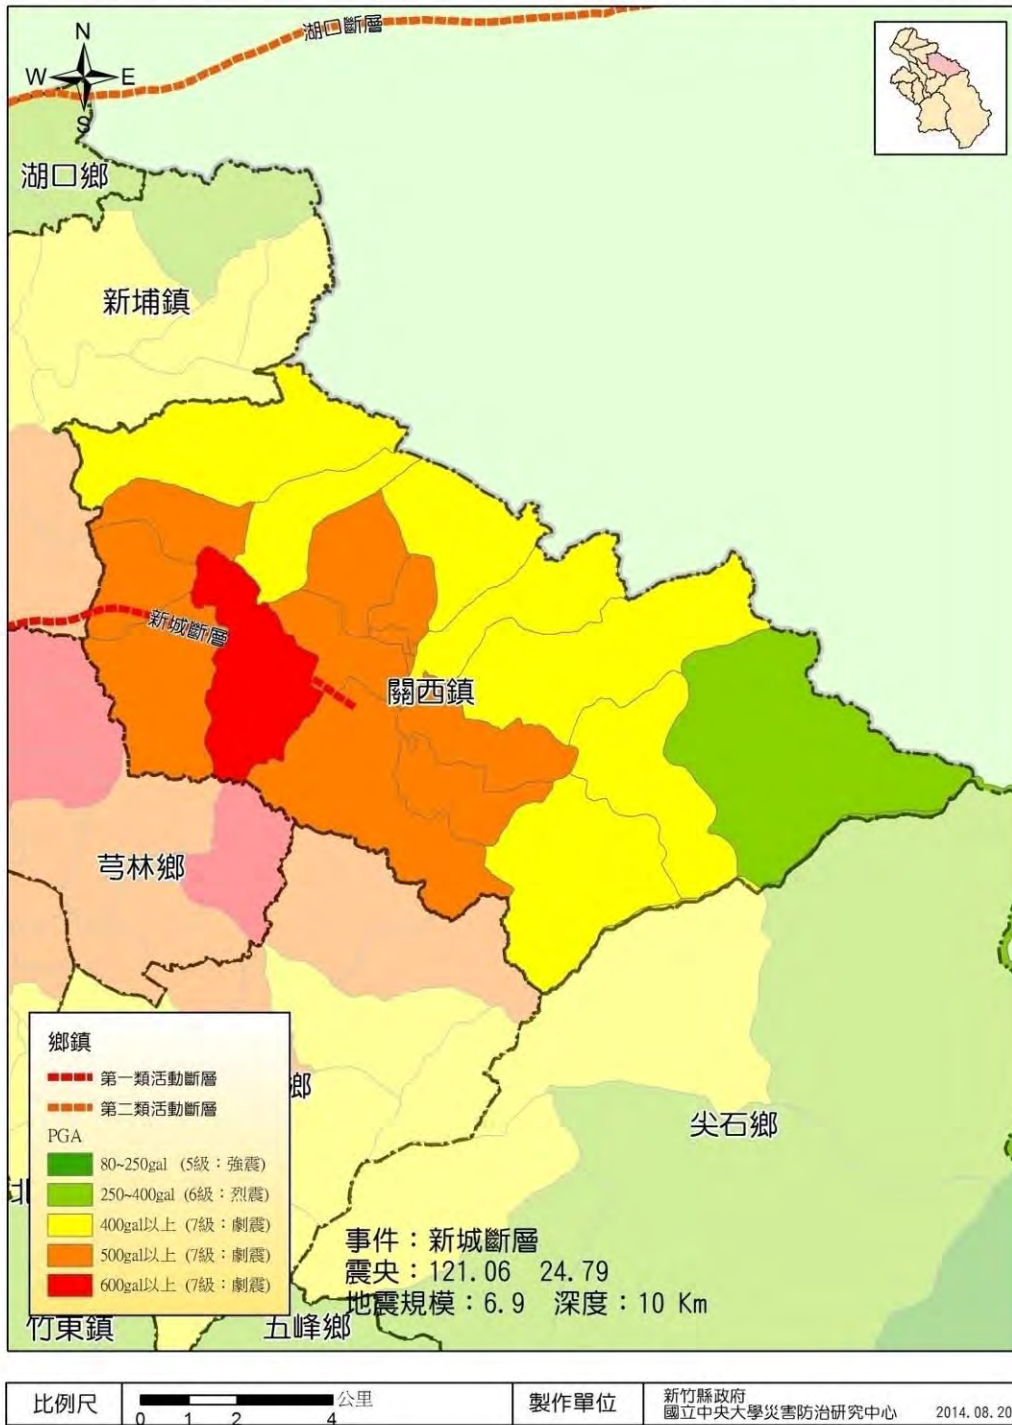 湖口斷層
N
W E
S
湖口鄉
新埔鎮
新城斷層
關西鎮
芎林鄉
尖石鄉
鄉鎮
第一類活動斷層
第二類活動斷層
鄉
PGA
80~250gal (5級：強震)
250~400gal (6級：烈震)
400gal以上 (7級：劇震)
500gal以上 (7級：劇震)
600gal以上 (7級：劇震)
北
事件：新城斷層
震央：121.06 24.79
地震規模：6.9 深度：10 Km
竹東鎮
五峰鄉
比例尺
公里
0 1 2 4
製作單位
新竹縣政府
國立中央大學災害防治研究中心
2014.08.20